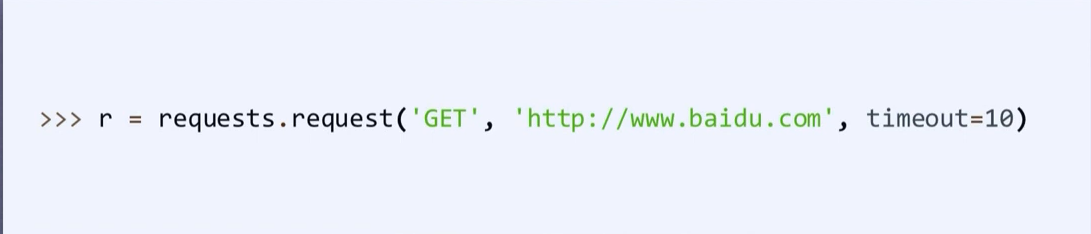 >>> r = requests.request('GET', 'http://www.baidu.com', timeout=10)